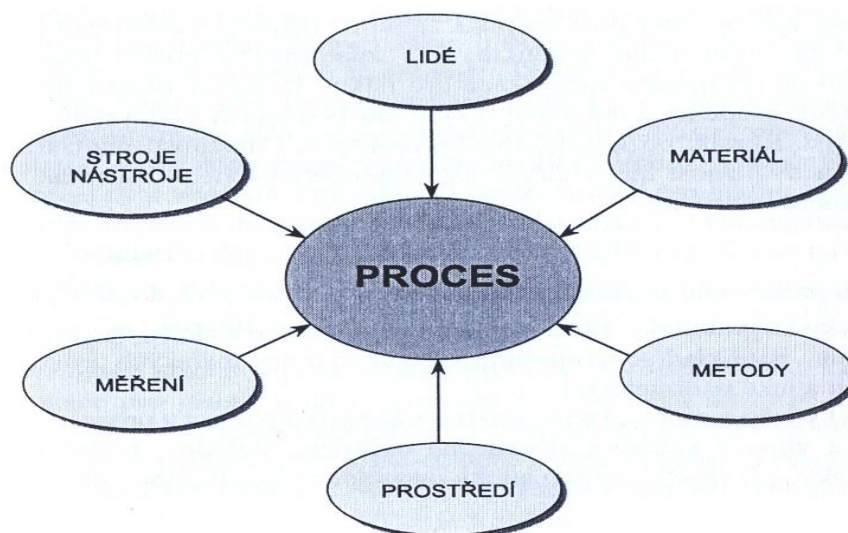 LIDÉ
STROJE
NÁSTROJE
MATERIÁL
PROCES
MĚŘENÍ
METODY
PROSTŘEDÍ